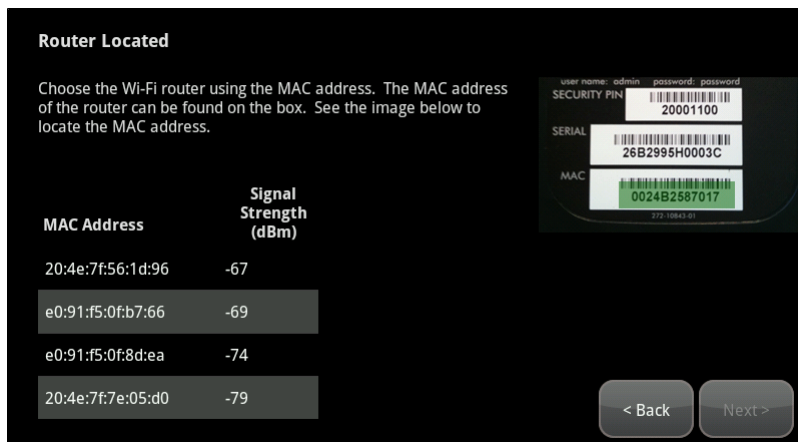 Router Located
Choose the Wi-Fi router using the MAC address. The MAC address
of the router can be found on the box. See the image below to
locate the MAC address.
user name: admin password: password
SECURITY PIN
20001100
SERIAL
26B2995H0003C
MAC
0024B2587017
272-10843-01
MAC Address Signal
Strength
(dBm)
20:4e:7f:56:1d:96 -67
e0:91:f5:0f:b7:66 -69
e0:91:f5:0f:8d:ea -74
20:4e:7f:7e:05:d0 -79
< Back Next >